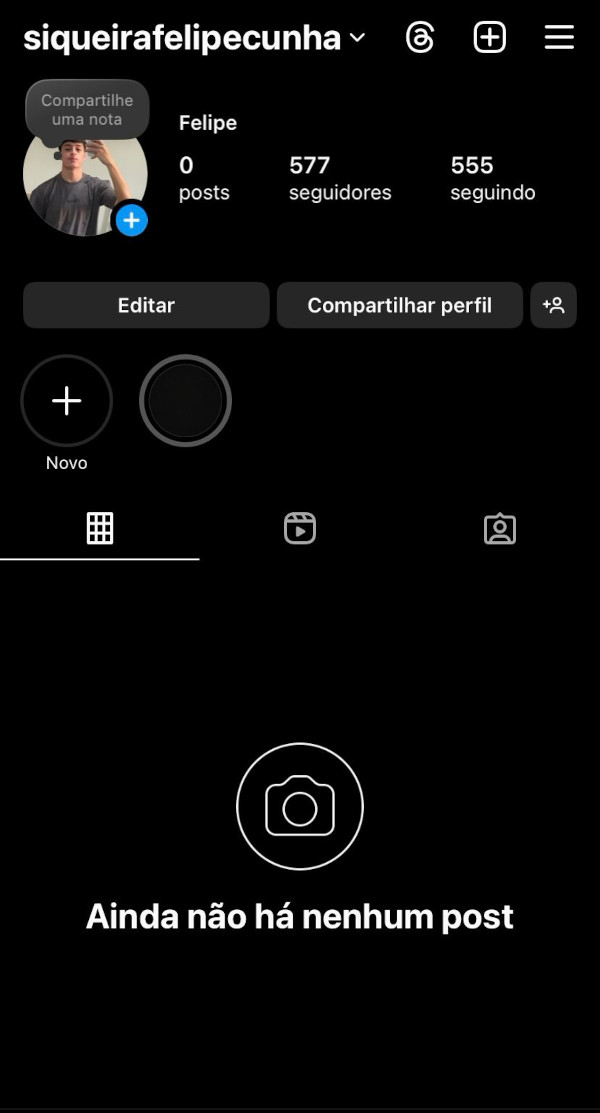 siqueirafelipecunha
Compartilhe
uma nota
Felipe
0
posts
577
seguidores
555
seguindo
Editar
Compartilhar perfil
Novo
Ainda não há nenhum post